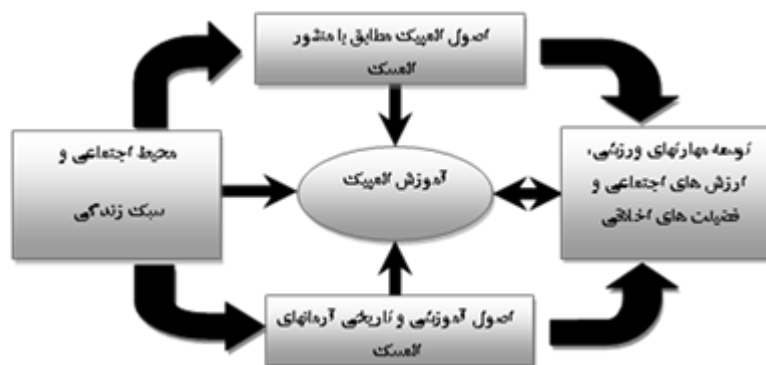 اصول المپیک مطابق با منشور
المپیک
محیط اجتماعی و
سبک زندگی
آموزش المپیک
توسعه مهارتهای ورزشی،
ارزش های اجتماعی و
فضیلت های اخلاقی
اصول آموزشی و تاریخی آرمانهای
المپیک